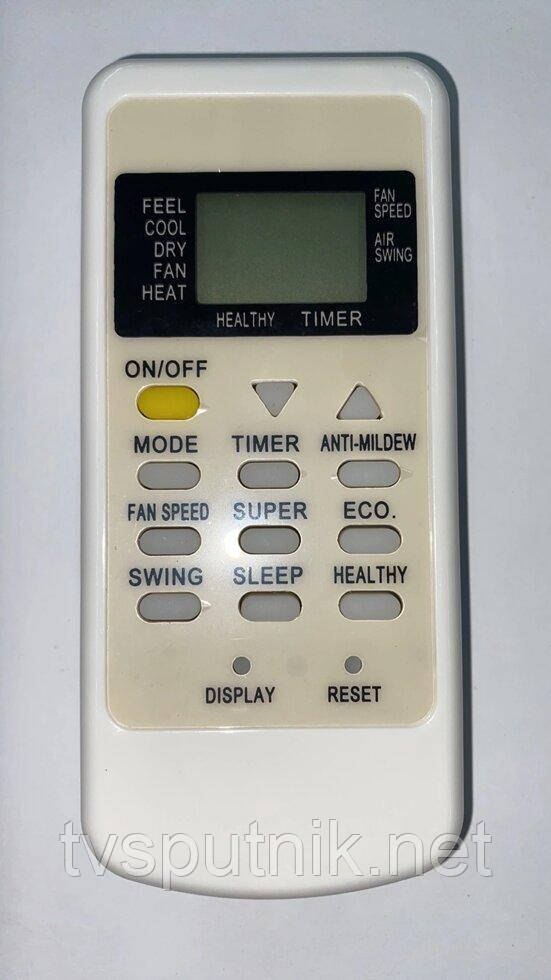 FEEL
COOL
DRY
FAN
HEAT
FAN
SPEED
AIR
SWING
HEALTHY TIMER
ON/OFF
MODE TIMER ANTI-MILDEW
FAN SPEED SUPER ECO.
SWING SLEEP HEALTHY
DISPLAY RESET
tvsputnik.net